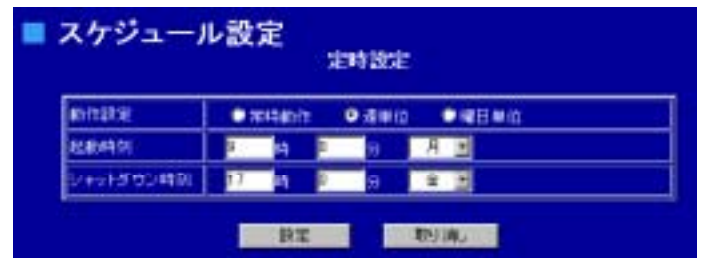 スケジュール設定
定時設定
動作設定 常時動作 週単位 曜日単位
起動時刻 9 時 0 分 月
シャットダウン時刻 17 時 0 分 金
設定 取り消し